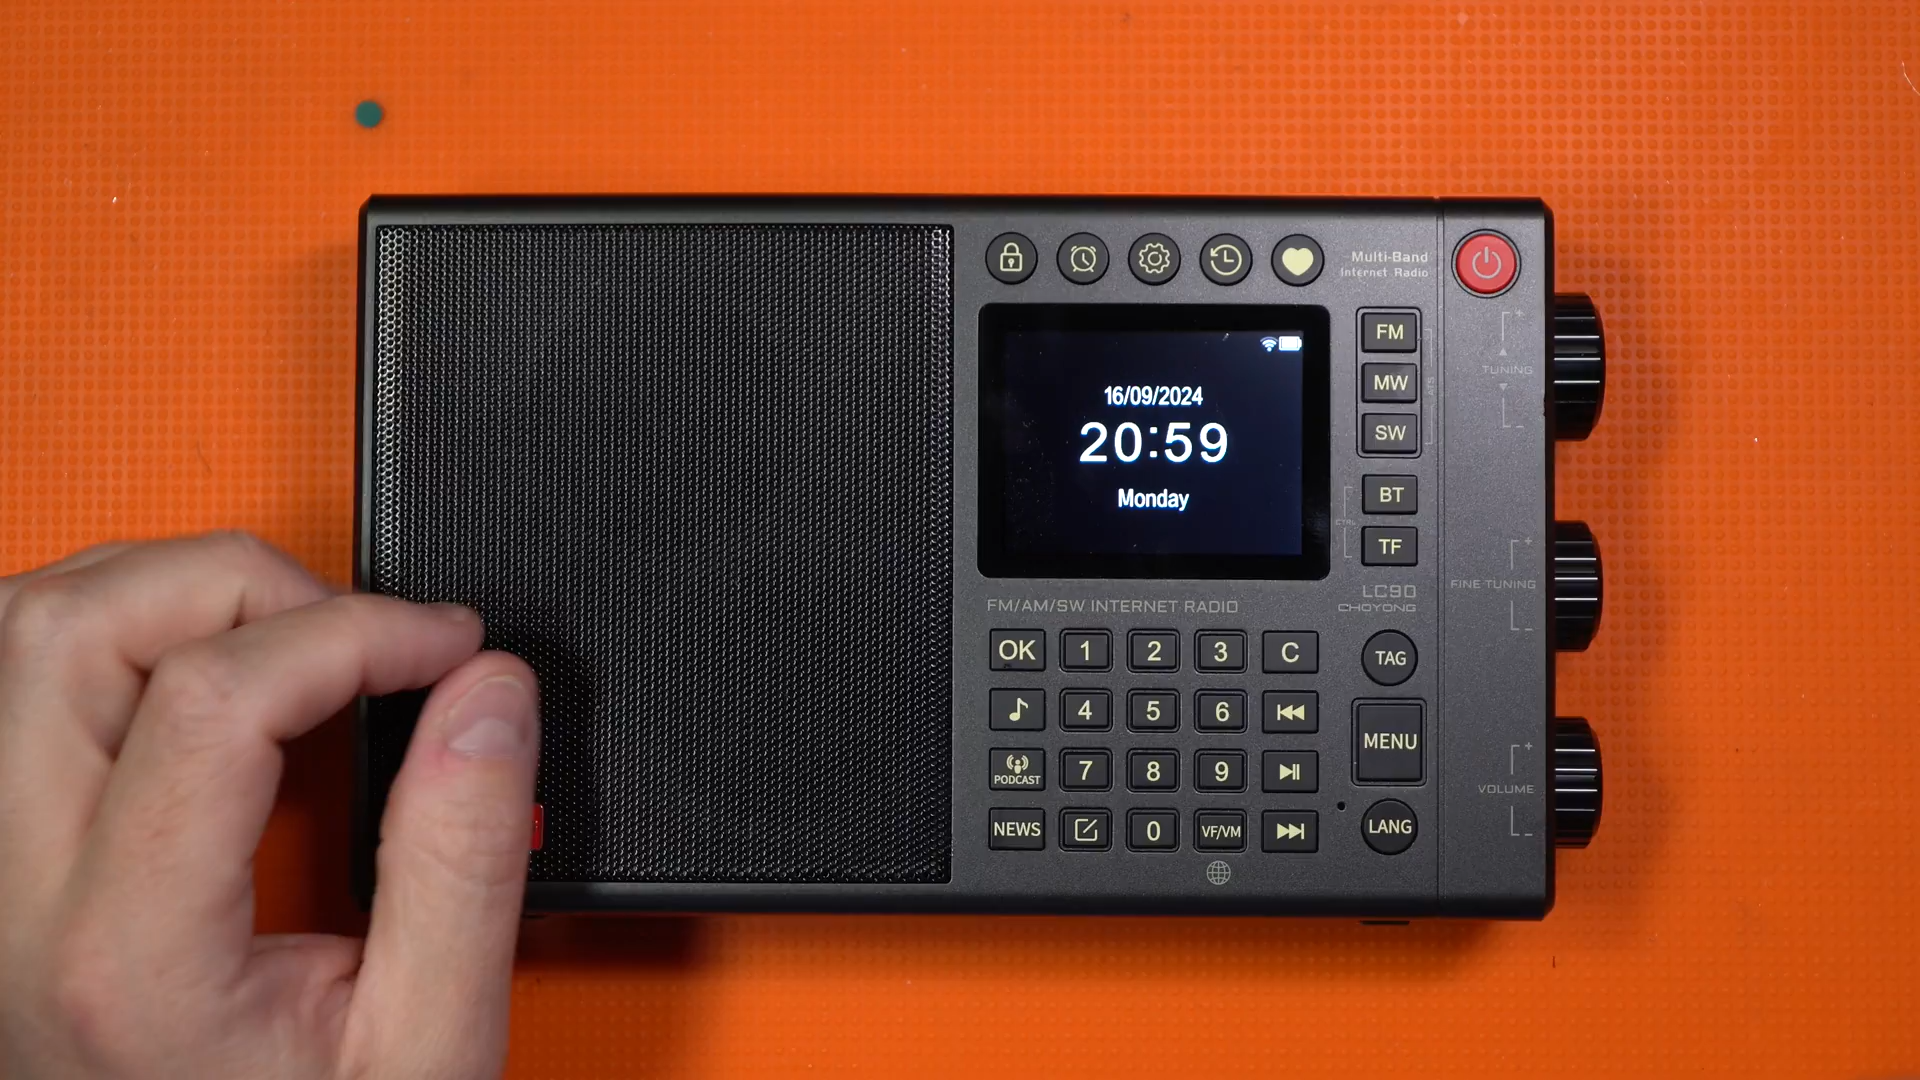 Multi-Band
Internet Radio
FM
MW
SW
ATS
16/09/2024
20:59
Monday
BT
TF
CTRL
TUNING
FINE TUNING
VOLUME
LC90
CHOYONG
FM/AM/SW INTERNET RADIO
OK 1 2 3 C
4 5 6
PODCAST 7 8 9
NEWS 0 VF/VM
TAG
MENU
LANG